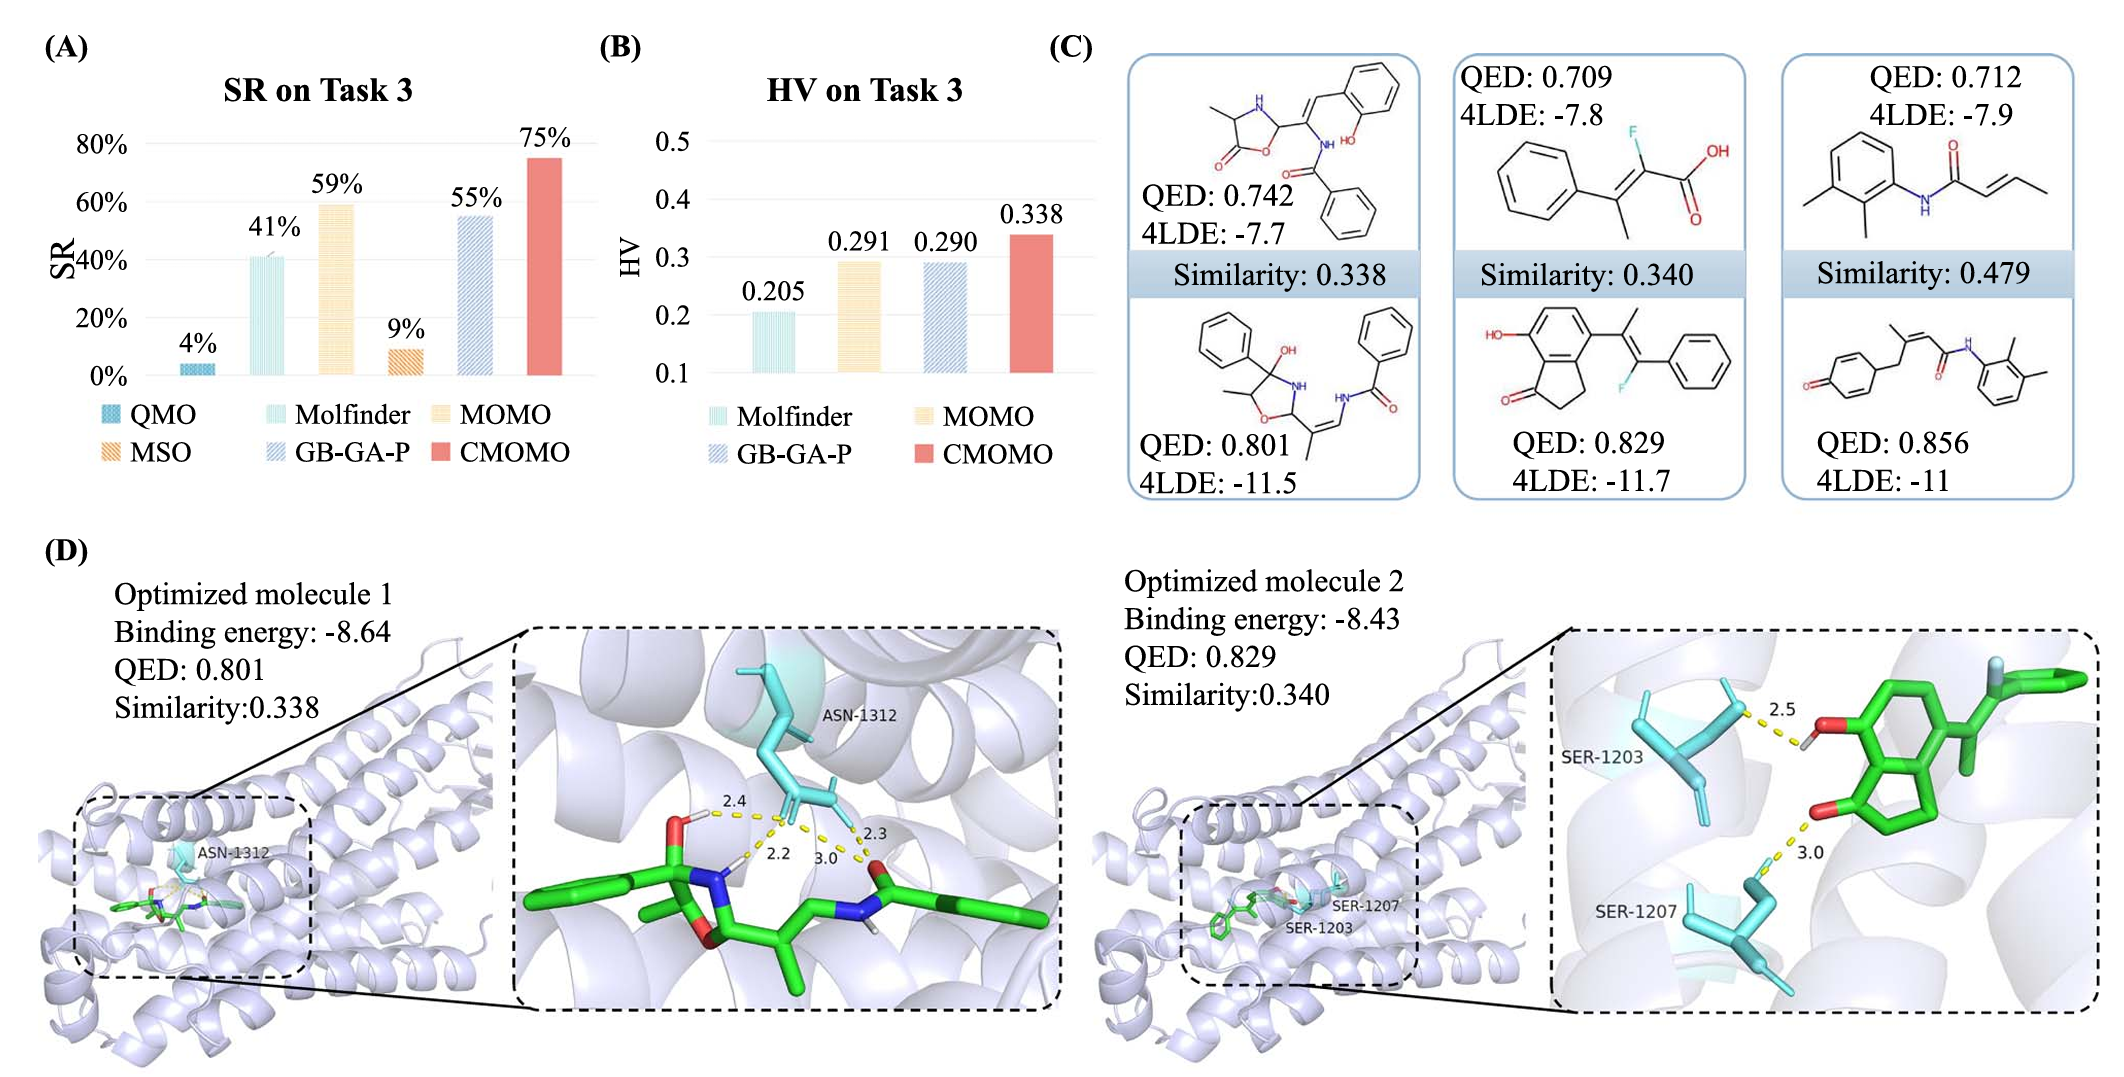 (A)
SR on Task 3
SR
80%
60%
40%
20%
0%
4%
41%
59%
9%
55%
75%
QMO
Molfinder
MOMO
MSO
GB-GA-P
CMOMO
(B)
HV on Task 3
HV
0.5
0.4
0.3
0.2
0.1
0.205
0.291
0.290
0.338
Molfinder
MOMO
GB-GA-P
CMOMO
(C)
H
N
O
O
NH
HO
O
QED: 0.742
4LDE: -7.7
Similarity: 0.338
OH
NH
O
HN
O
QED: 0.801
4LDE: -11.5
QED: 0.709
4LDE: -7.8
F
OH
O
Similarity: 0.340
HO
O
F
QED: 0.829
4LDE: -11.7
QED: 0.712
4LDE: -7.9
O
N
H
Similarity: 0.479
H
N
O
O
QED: 0.856
4LDE: -11
(D)
Optimized molecule 1
Binding energy: -8.64
QED: 0.801
Similarity:0.338
ASN-1312
ASN-1312
2.4
2.2
3.0
2.3
Optimized molecule 2
Binding energy: -8.43
QED: 0.829
Similarity:0.340
SER-1207
SER-1203
SER-1203
2.5
3.0
SER-1207